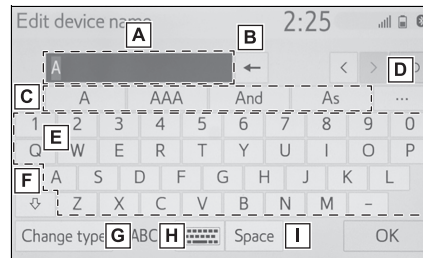 Edit device name 2:25
A B
A ← < > D
C A AAA And As ...
1 2 3 4 5 6 7 8 9 0
E
Q W E R T Y U I O P
F A S D F G H J K L
Z X C V B N M -
Change type G ABC H Space I OK